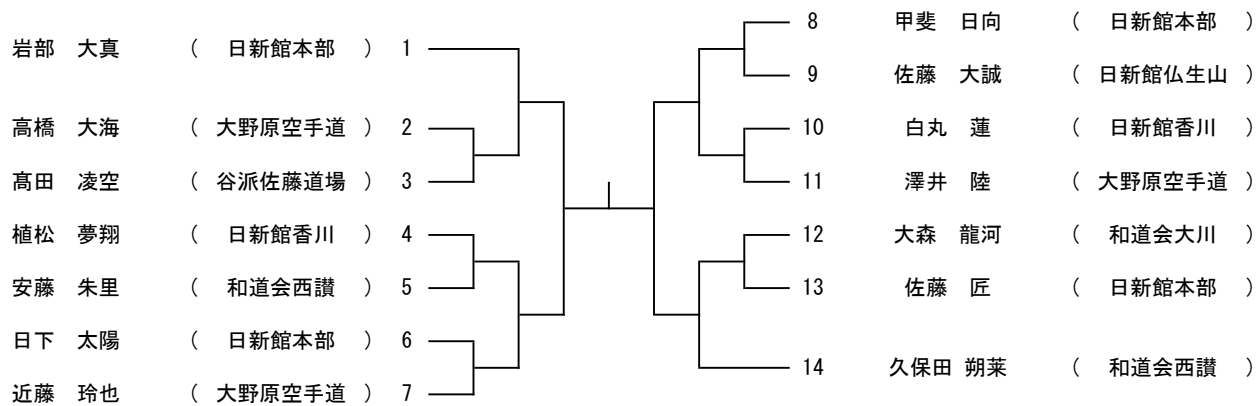 岩部 大真 ( 日新館本部 ) 1
高橋 大海 ( 大野原空手道 ) 2
髙田 凌空 ( 谷派佐藤道場 ) 3
植松 夢翔 ( 日新館香川 ) 4
安藤 朱里 ( 和道会西讃 ) 5
日下 太陽 ( 日新館本部 ) 6
近藤 玲也 ( 大野原空手道 ) 7
8 甲斐 日向 ( 日新館本部 )
9 佐藤 大誠 ( 日新館仏生山 )
10 白丸 蓮 ( 日新館香川 )
11 澤井 陸 ( 大野原空手道 )
12 大森 龍河 ( 和道会大川 )
13 佐藤 匠 ( 日新館本部 )
14 久保田 朔莱 ( 和道会西讃 )